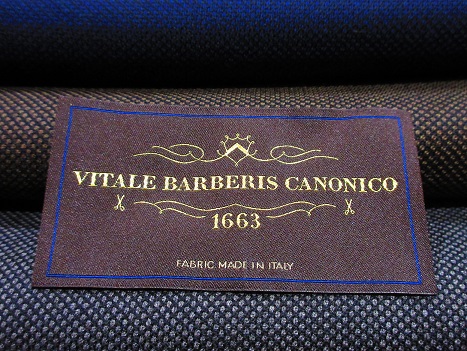 VITALE BARBERIS CANONICO
1663
FABRIC MADE IN ITALY